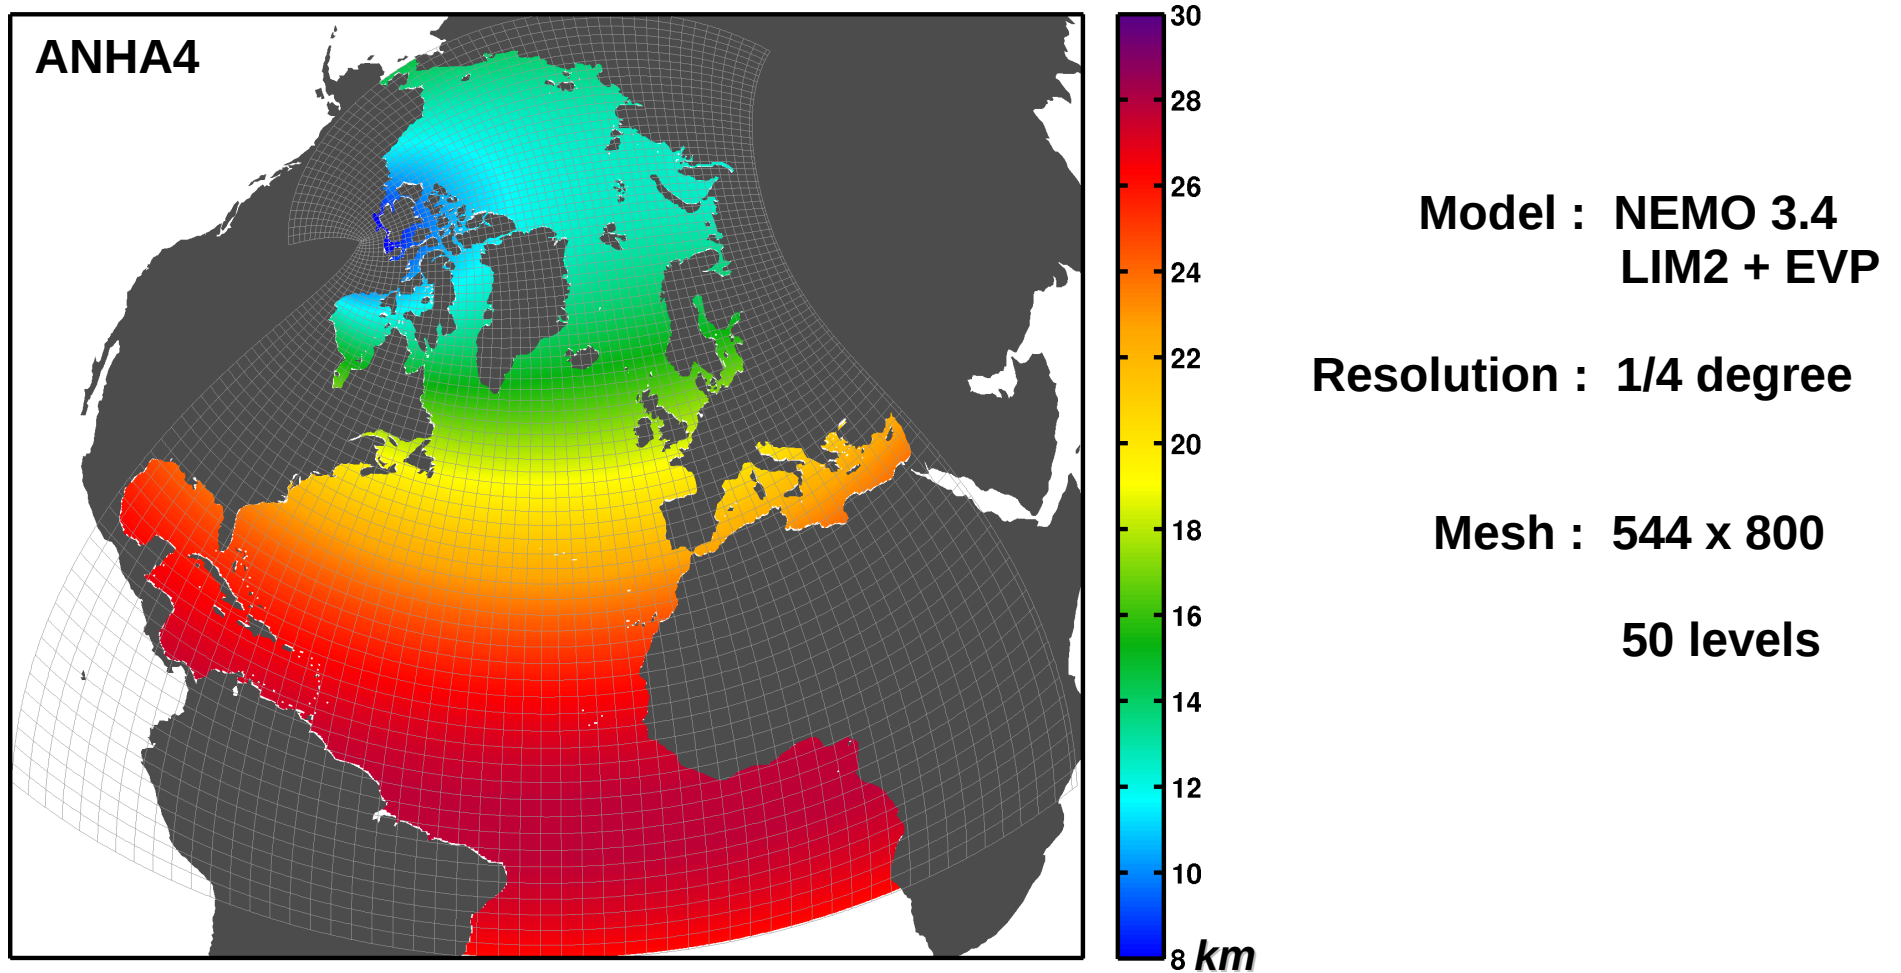 ANHA4
30
28
26
24
22
20
18
16
14
12
10
8 km
Model : NEMO 3.4
LIM2 + EVP
Resolution : 1/4 degree
Mesh : 544 x 800
50 levels